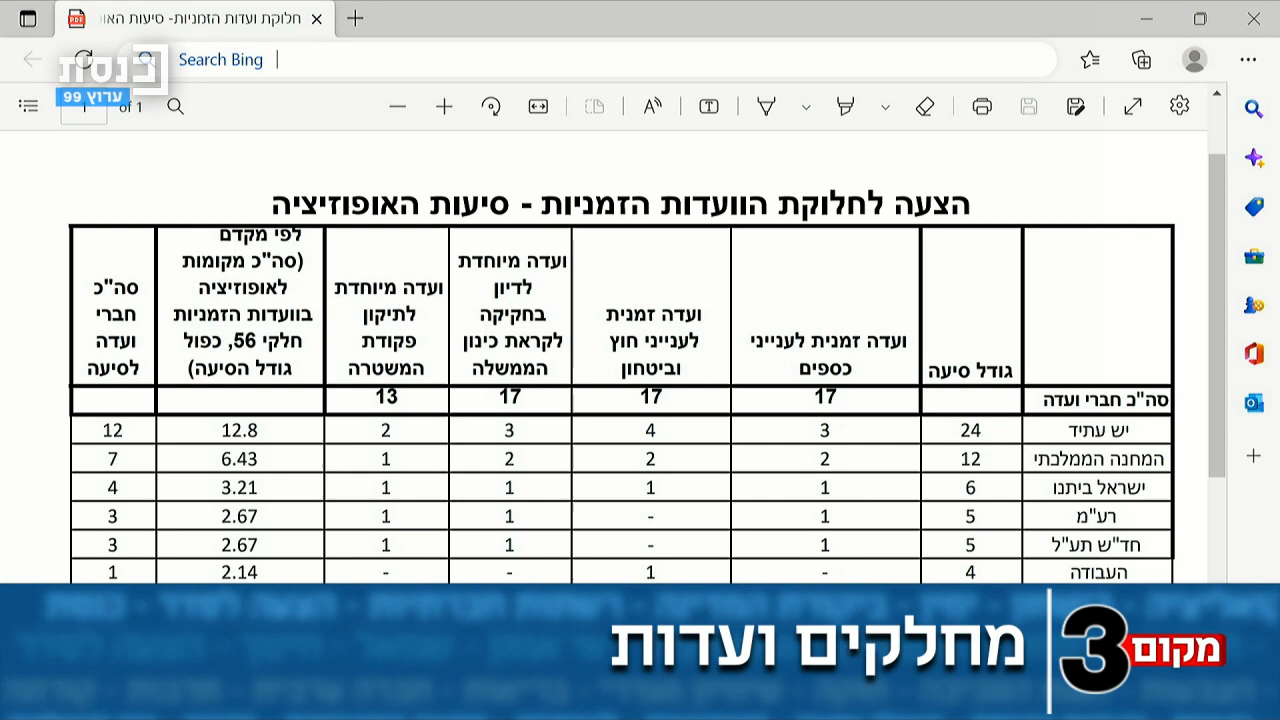 חלוקת ועדות הזמניות- סיעות האופ
Search Bing
כנסת
ערוץ 99
1 of 1
הצעה לחלוקת הוועדות הזמניות - סיעות האופוזיציה
גודל סיעה | ועדה זמנית לענייני כספים | ועדה זמנית לענייני חוץ וביטחון | ועדה מיוחדת לדיון בחקיקה לקראת כינון הממשלה | ועדה מיוחדת לתיקון פקודת המשטרה | לפי מקדם (סה"כ מקומות לאופוזיציה בוועדות הזמניות חלקי 56, כפול גודל הסיעה) | סה"כ חברי ועדה לסיעה
סה"כ חברי ועדה | 17 | 17 | 17 | 13
יש עתיד | 24 | 3 | 4 | 3 | 2 | 12.8 | 12
המחנה הממלכתי | 12 | 2 | 2 | 2 | 1 | 6.43 | 7
ישראל ביתנו | 6 | 1 | 1 | 1 | 1 | 3.21 | 4
רע"מ | 5 | 1 | - | 1 | 1 | 2.67 | 3
חד"ש תע"ל | 5 | 1 | - | 1 | 1 | 2.67 | 3
העבודה | 4 | - | 1 | - | - | 2.14 | 1
מקום 3
מחלקים ועדות